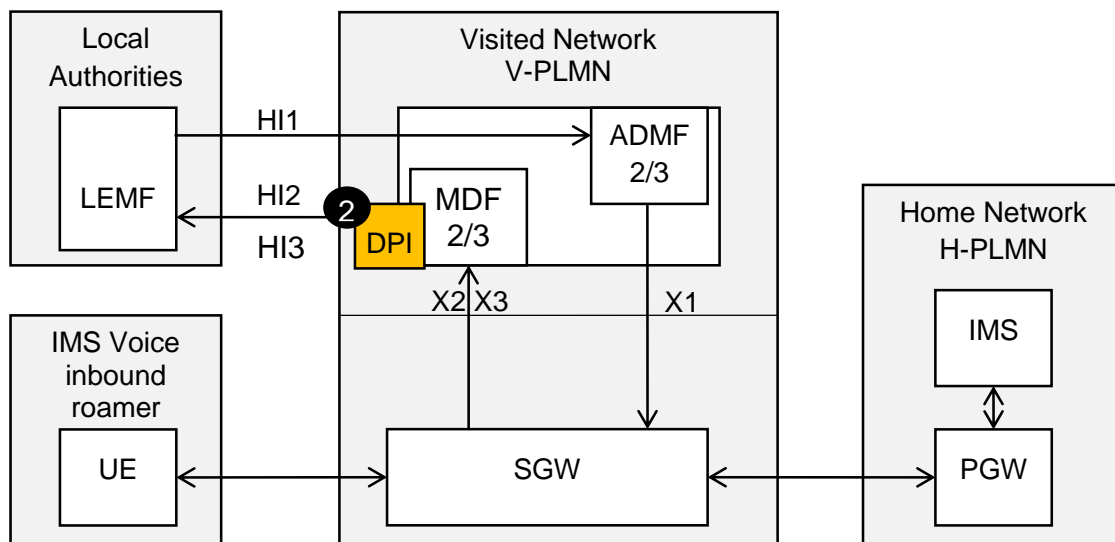 Local
Authorities
LEMF
HI1
HI2
HI3
Visited Network
V-PLMN
ADMF
2/3
2
DPI
MDF
2/3
X2 X3
X1
Home Network
H-PLMN
IMS
PGW
IMS Voice
inbound
roamer
UE
SGW